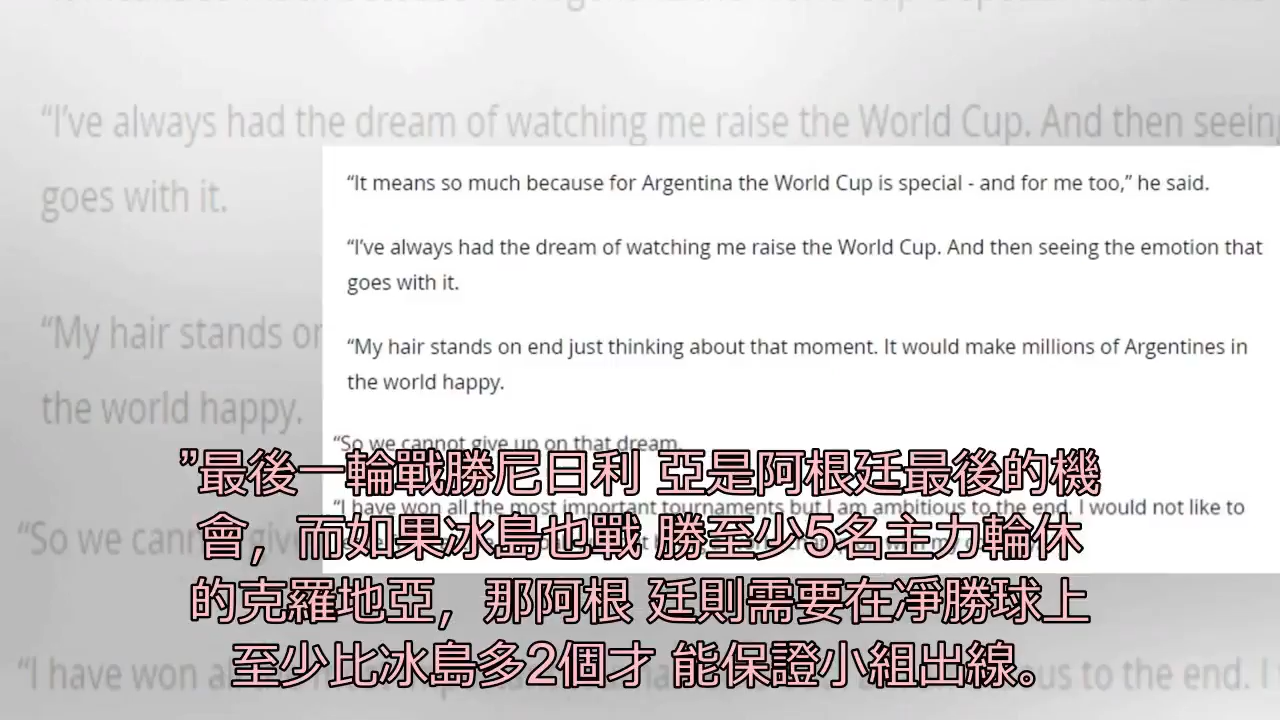 “I’ve always had the dream of watching me raise the World Cup. And then seeing
goes with it.
“My hair stands on
the world happy.
“So we cannot give
“I have won al us to the end. I
“It means so much because for Argentina the World Cup is special - and for me too,” he said.
“I’ve always had the dream of watching me raise the World Cup. And then seeing the emotion that
goes with it.
“My hair stands on end just thinking about that moment. It would make millions of Argentines in
the world happy.
“So we cannot give up on that dream.
“I have won all the most important tournaments but I am ambitious to the end. I would not like to
”最後一輪戰勝尼日利 亞是阿根廷最後的機
會，而如果冰島也戰 勝至少5名主力輪休
的克羅地亞，那阿根 廷則需要在凈勝球上
至少比冰島多2個才 能保證小組出線。